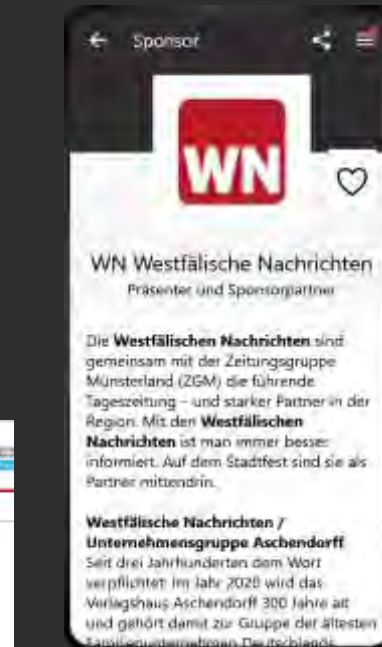 Sponsor
WN
WN Westfälische Nachrichten
Präsenter und Sponsorpartner
Die Westfälischen Nachrichten sind
gemeinsam mit der Zeitungsgruppe
Münsterland (ZGM) die führende
Tageszeitung – und starker Partner in der
Region. Mit den Westfälischen
Nachrichten ist man immer besser
informiert. Auf dem Stadtfest sind sie als
Partner mittendrin.
Westfälische Nachrichten /
Unternehmensgruppe Aschendorff
Seit drei Jahrhunderten dem Wort
verpflichtet: Im Jahr 2020 wird das
Verlagshaus Aschendorff 300 Jahre alt
und gehört damit zur Gruppe der ältesten
Familienunternehmen Deutschlands